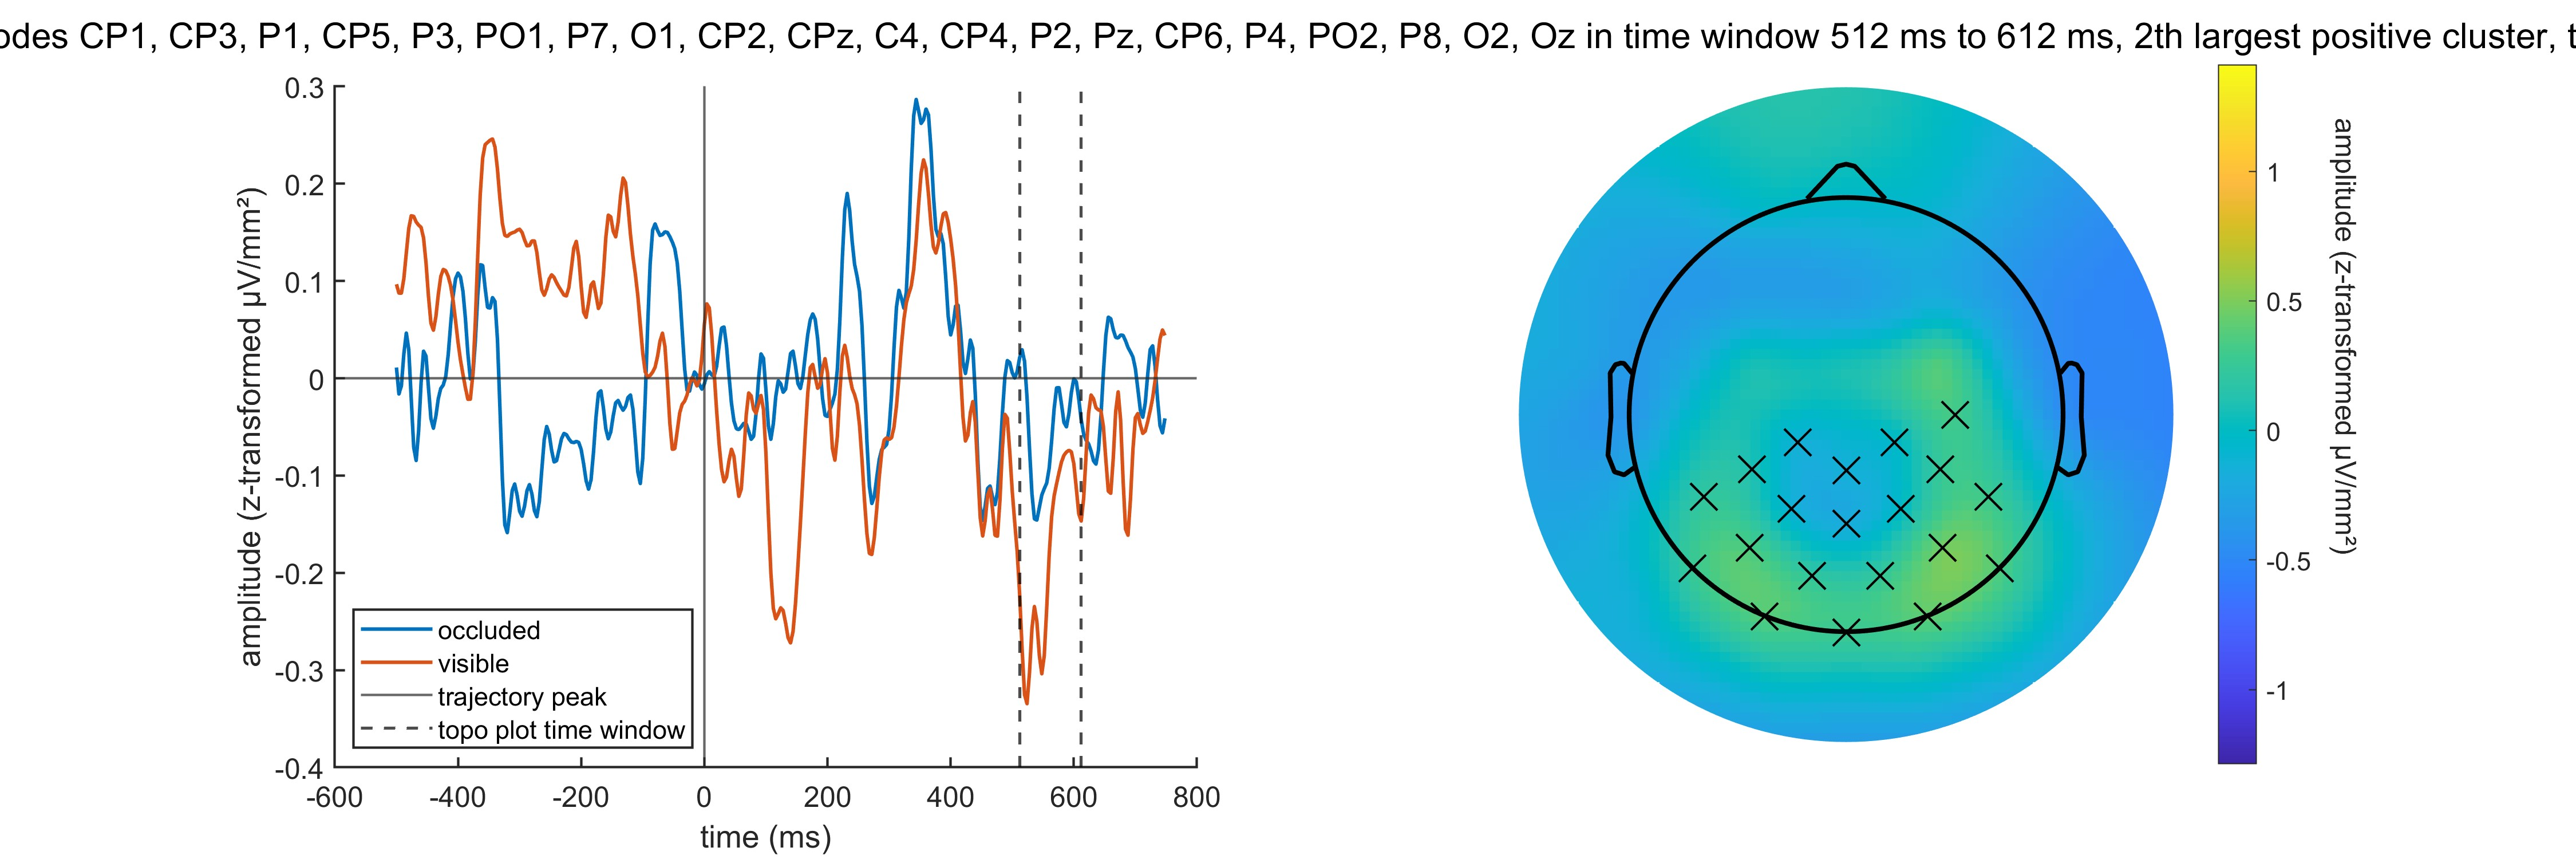 odes CP1, CP3, P1, CP5, P3, PO1, P7, O1, CP2, CPz, C4, CP4, P2, Pz, CP6, P4, PO2, P8, O2, Oz in time window 512 ms to 612 ms, 2th largest positive cluster, t
0.3
0.2
0.1
0
-0.1
-0.2
-0.3
-0.4
amplitude (z-transformed µV/mm²)
occluded
visible
trajectory peak
topo plot time window
-600 -400 -200 0 200 400 600 800
time (ms)
1
0.5
0
-0.5
-1
amplitude (z-transformed µV/mm²)